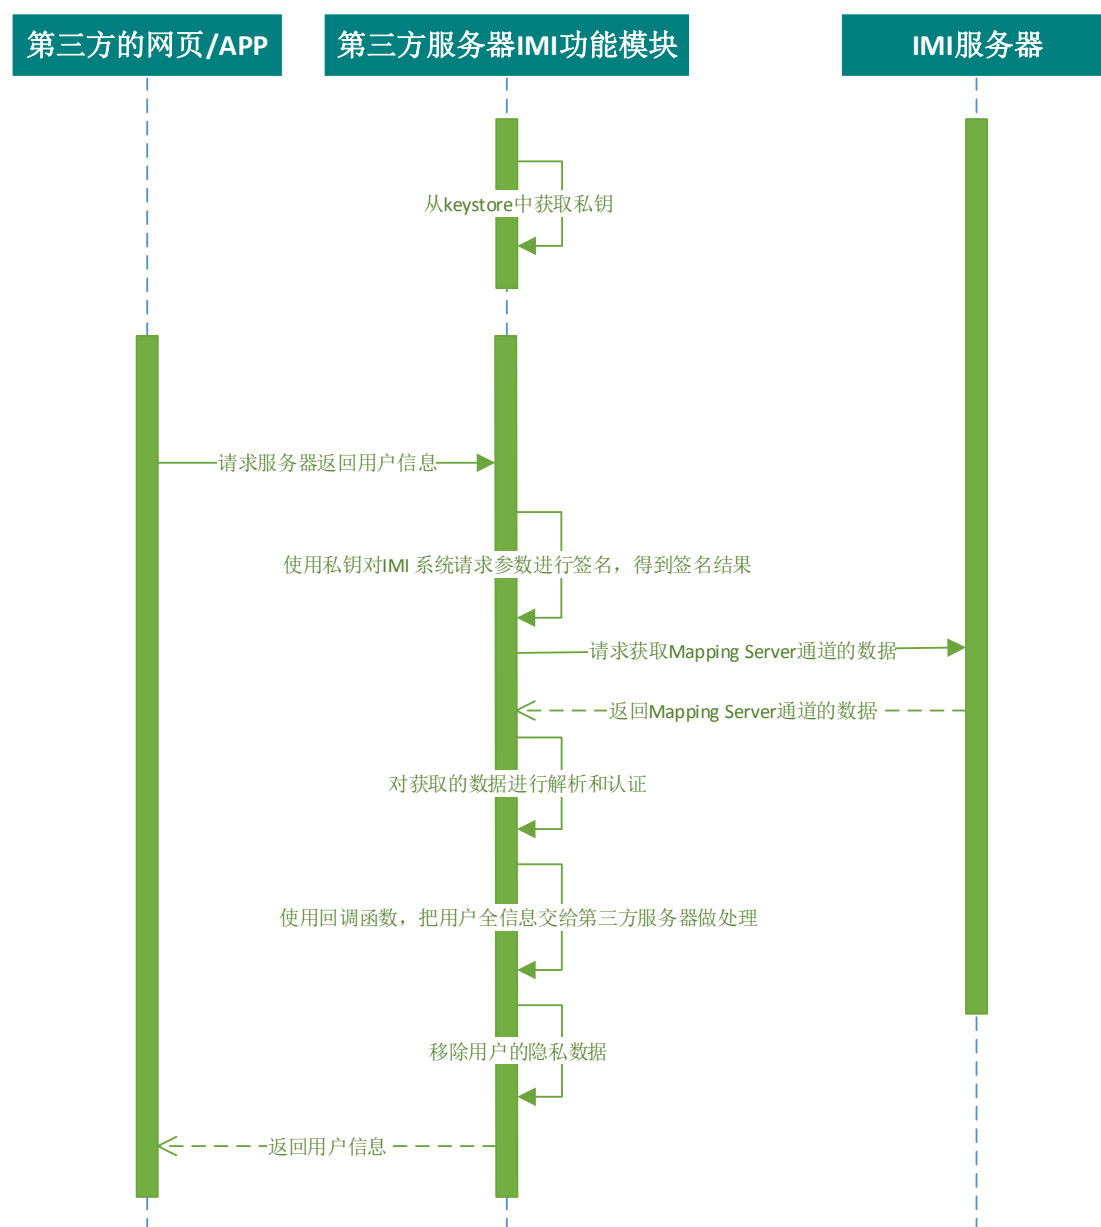 第三方的网页/APP
第三方服务器IMI功能模块
IMI服务器
从keystore中获取私钥
请求服务器返回用户信息
使用私钥对IMI 系统请求参数进行签名，得到签名结果
请求获取Mapping Server通道的数据
返回Mapping Server通道的数据
对获取的数据进行解析和认证
使用回调函数，把用户全信息交给第三方服务器做处理
移除用户的隐私数据
返回用户信息